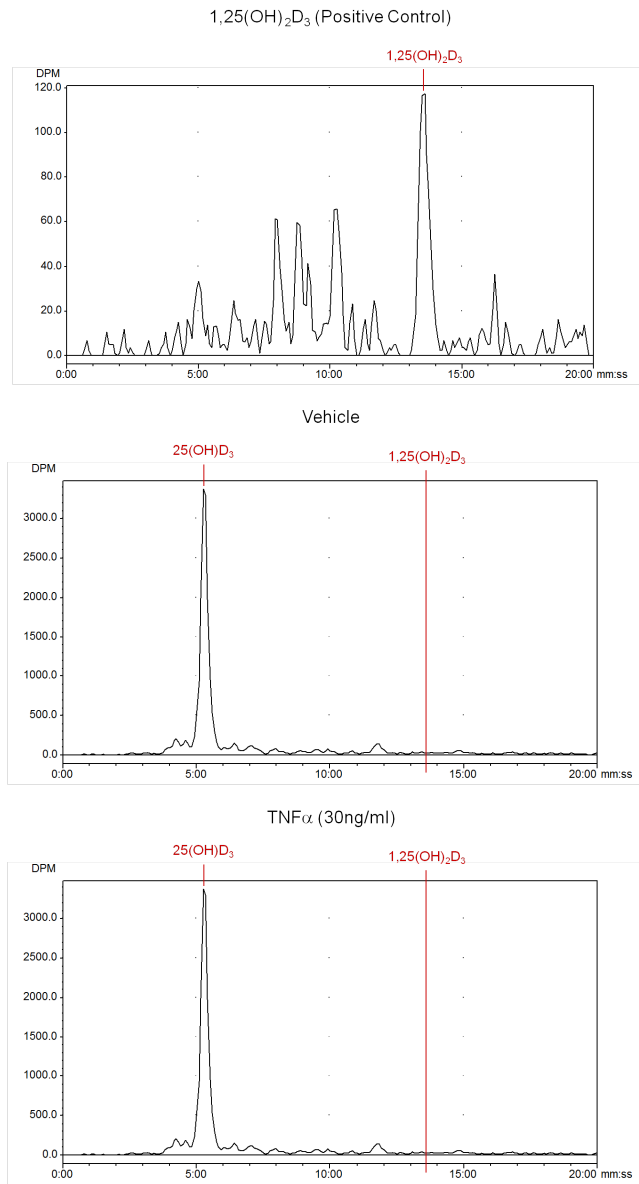 1,25(OH)₂D₃ (Positive Control)
1,25(OH)₂D₃
DPM
120.0
100.0
80.0
60.0
40.0
20.0
0.0
0:00 5:00 10:00 15:00 20:00 mm:ss
Vehicle
25(OH)D₃ 1,25(OH)₂D₃
DPM
3000.0
2500.0
2000.0
1500.0
1000.0
500.0
0.0
0:00 5:00 10:00 15:00 20:00 mm:ss
TNFα (30ng/ml)
25(OH)D₃ 1,25(OH)₂D₃
DPM
3000.0
2500.0
2000.0
1500.0
1000.0
500.0
0.0
0:00 5:00 10:00 15:00 20:00 mm:ss